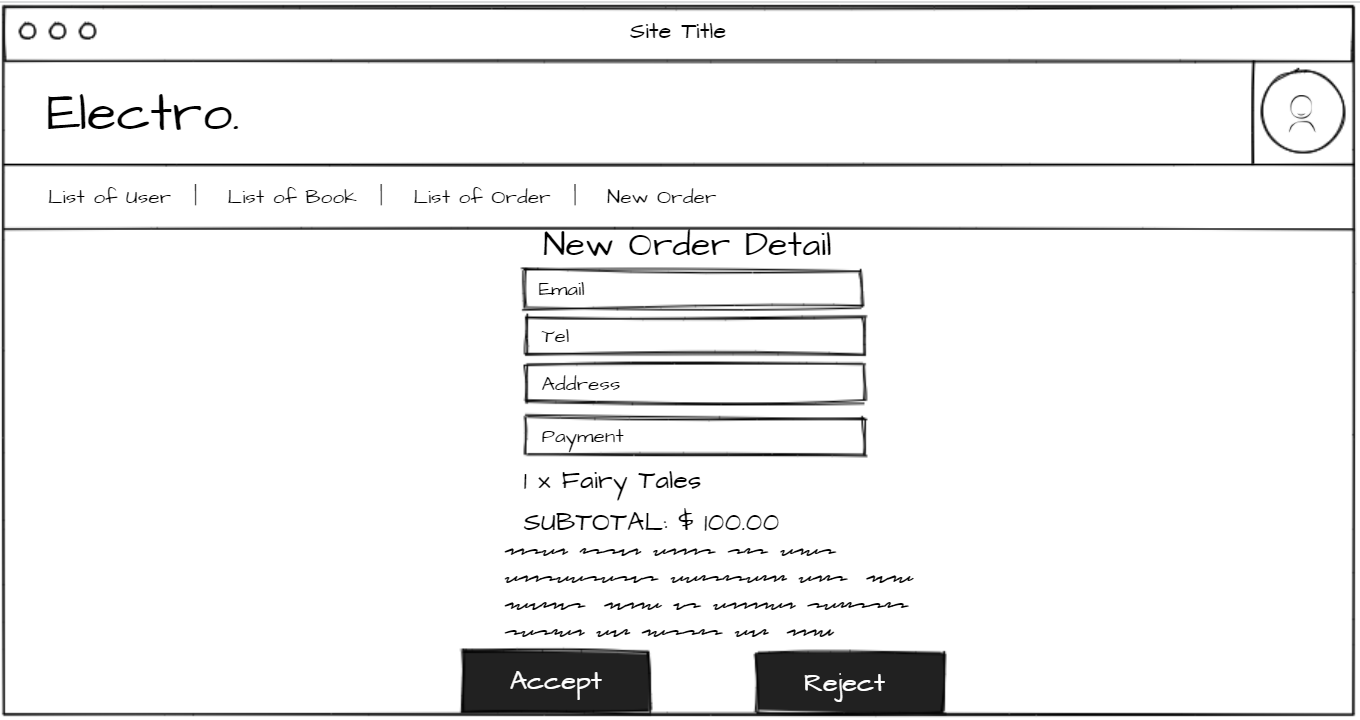 Site Title
Electro.
List of User | List of Book | List of Order | New Order
New Order Detail
Email
Tel
Address
Payment
1 x Fairy Tales
SUBTOTAL: $ 100.00
Accept Reject